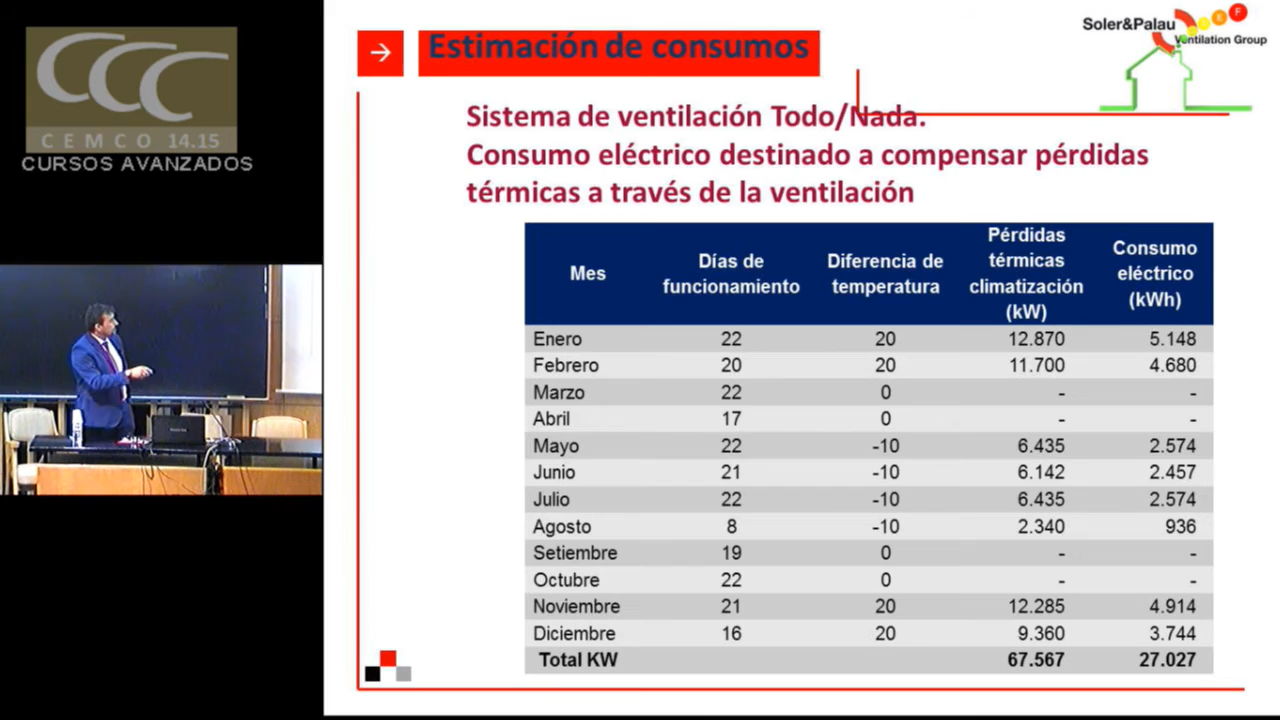 CCC
CEMCO 14.15
CURSOS AVANZADOS
→ Estimación de consumos
Soler&Palau
Ventilation Group
E F
Sistema de ventilación Todo/Nada.
Consumo eléctrico destinado a compensar pérdidas
térmicas a través de la ventilación
Mes Días de funcionamiento Diferencia de temperatura Pérdidas térmicas climatización (kW) Consumo eléctrico (kWh)
Enero 22 20 12.870 5.148
Febrero 20 20 11.700 4.680
Marzo 22 0 - -
Abril 17 0 - -
Mayo 22 -10 6.435 2.574
Junio 21 -10 6.142 2.457
Julio 22 -10 6.435 2.574
Agosto 8 -10 2.340 936
Setiembre 19 0 - -
Octubre 22 0 - -
Noviembre 21 20 12.285 4.914
Diciembre 16 20 9.360 3.744
Total KW 67.567 27.027